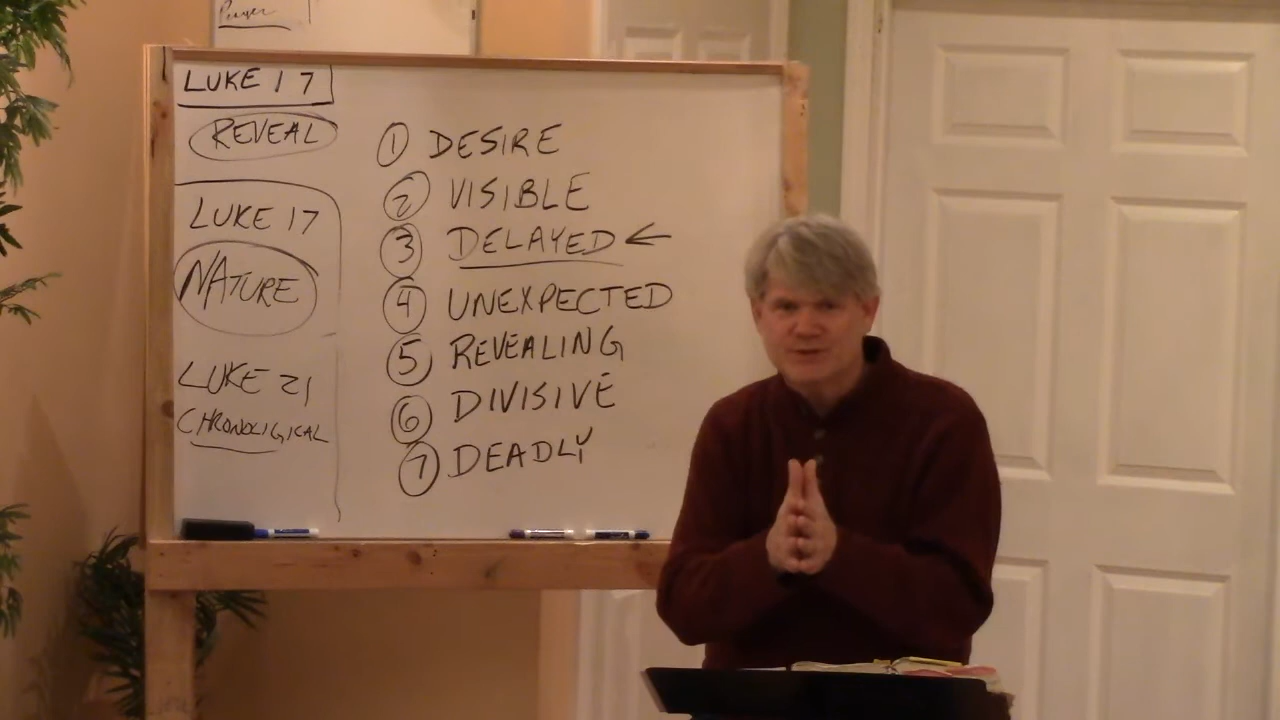 Prayer
LUKE 17
REVEAL
LUKE 17
NATURE
LUKE 21
CHRONOLIGICAL
1 DESIRE
2 VISIBLE
3 DELAYED ←
4 UNEXPECTED
5 REVEALING
6 DIVISIVE
7 DEADLY